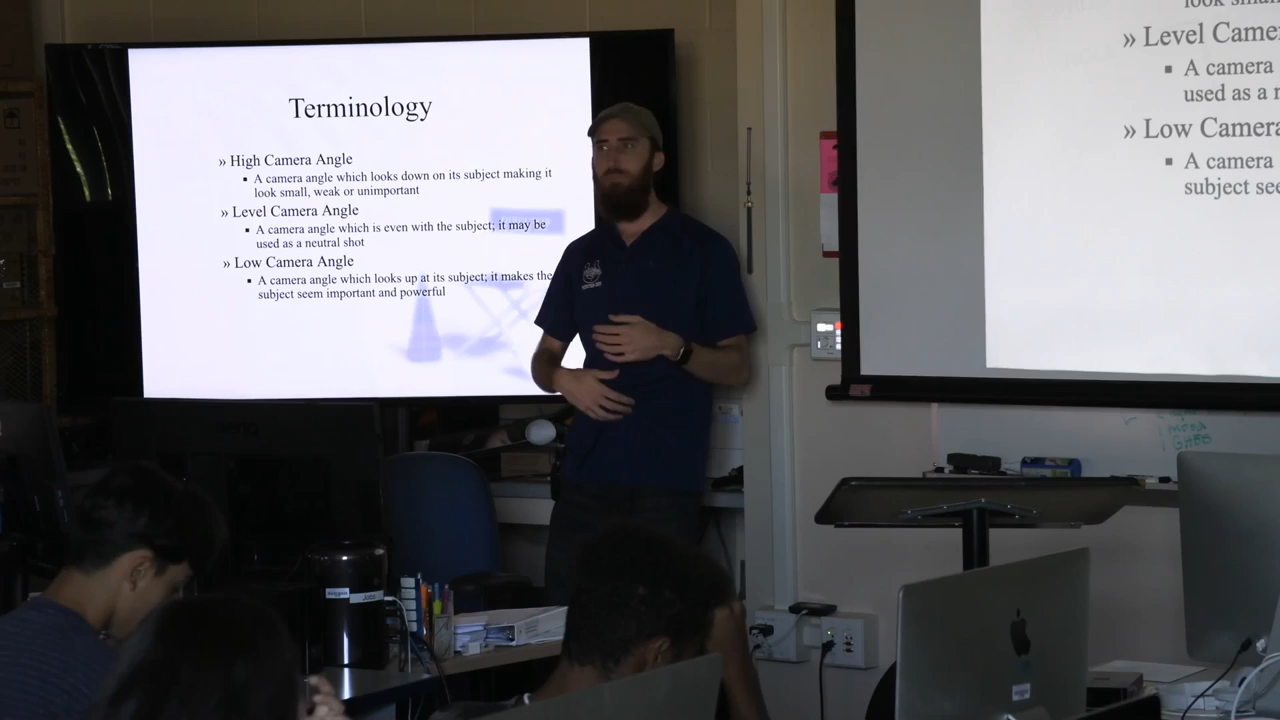 Terminology
» High Camera Angle
▪ A camera angle which looks down on its subject making it
look small, weak or unimportant
» Level Camera Angle
▪ A camera angle which is even with the subject; it may be
used as a neutral shot
» Low Camera Angle
▪ A camera angle which looks up at its subject; it makes the
subject seem important and powerful
look small
» Level Came
▪ A camera
used as a n
» Low Camera
▪ A camera
subject see